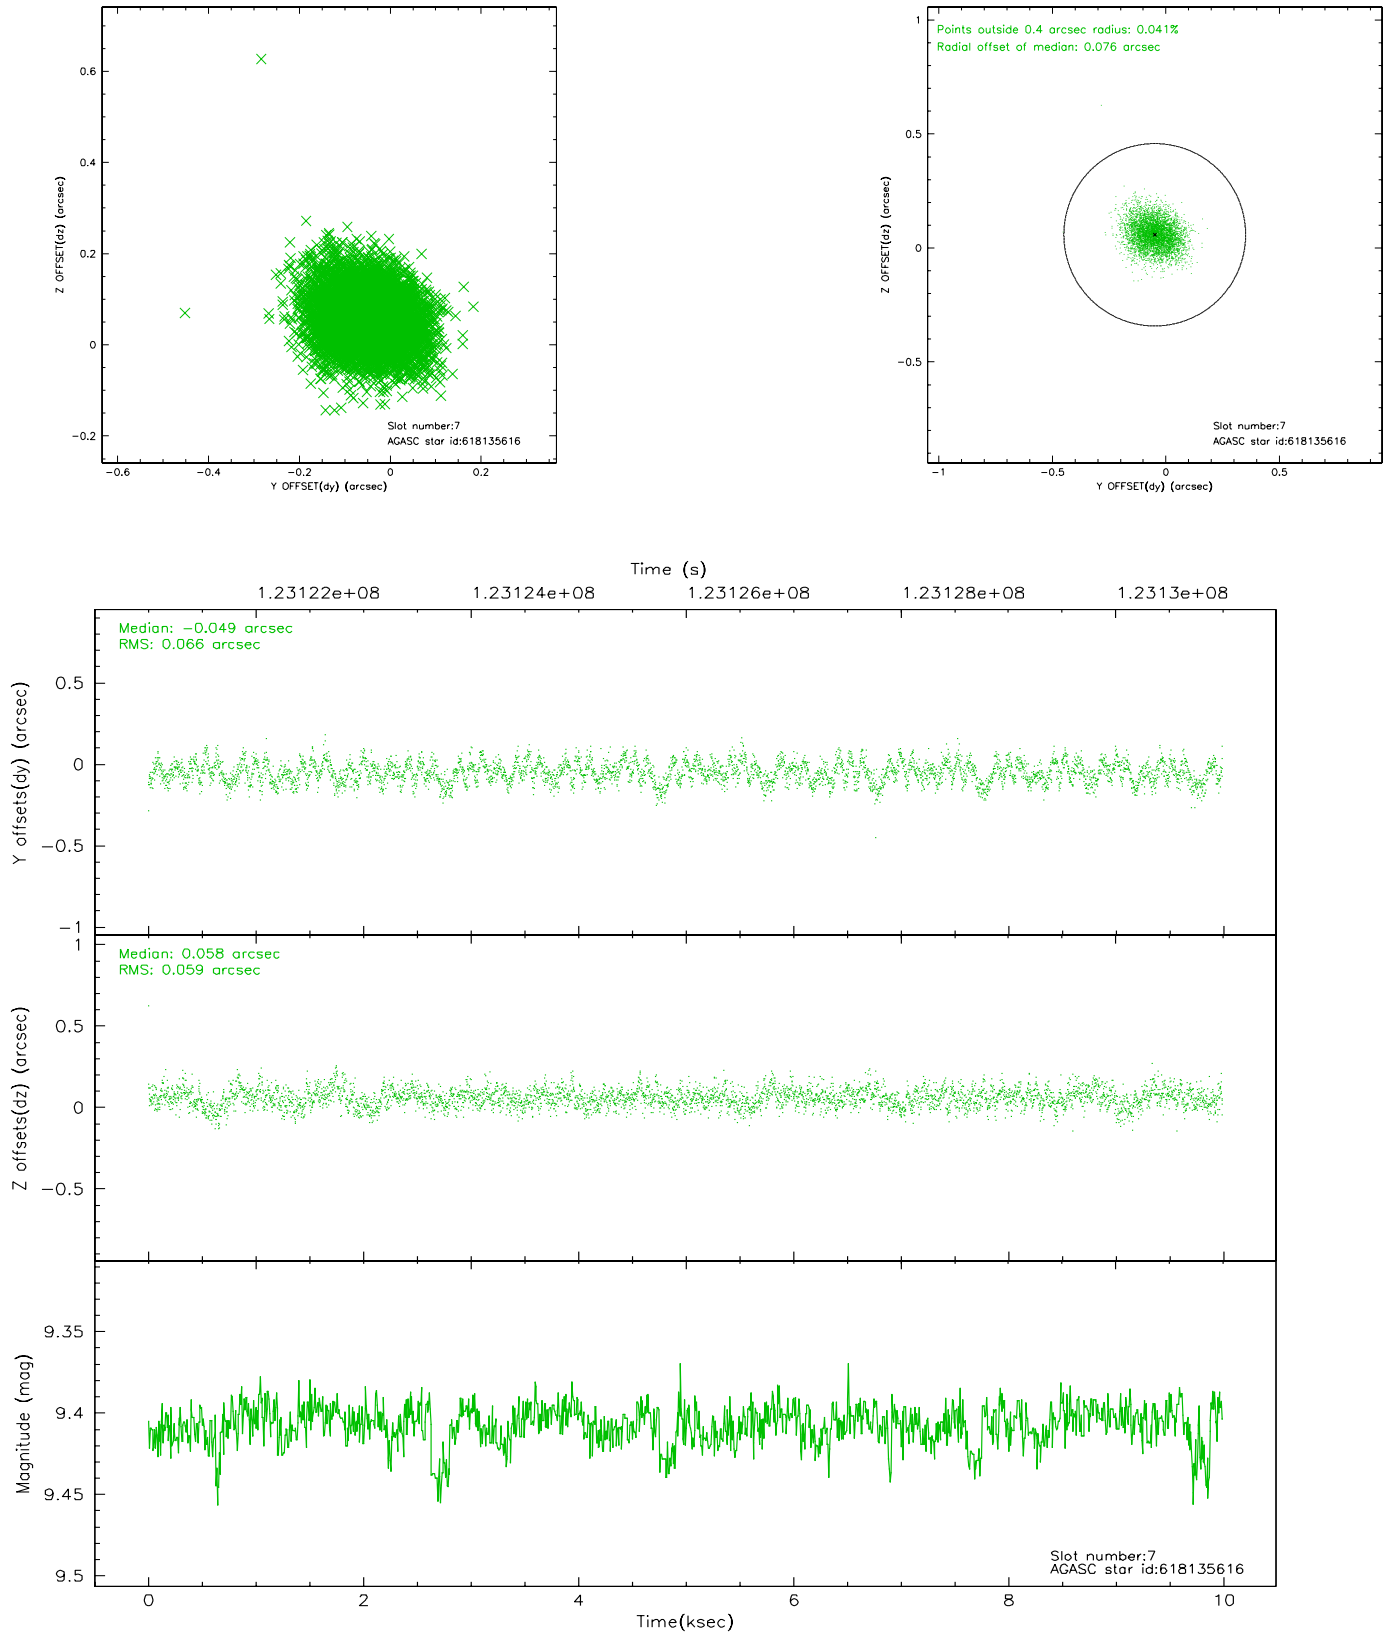 0.6
0.4
0.2
0
−0.2
Z OFFSET(dz) (arcsec)
Slot number:7
AGASC star id:618135616
−0.6
−0.4
−0.2
0
0.2
Y OFFSET(dy) (arcsec)
Points outside 0.4 arcsec radius: 0.041%
Radial offset of median: 0.076 arcsec
1
0.5
0
−0.5
Z OFFSET(dz) (arcsec)
Slot number:7
AGASC star id:618135616
−1
−0.5
0
0.5
Y OFFSET(dy) (arcsec)
Time (s)
1.23122e+08
1.23124e+08
1.23126e+08
1.23128e+08
1.2313e+08
Median: −0.049 arcsec
RMS: 0.066 arcsec
0.5
0
−0.5
−1
Y offsets(dy) (arcsec)
Median: 0.058 arcsec
RMS: 0.059 arcsec
1
0.5
0
−0.5
Z offsets(dz) (arcsec)
9.35
9.4
9.45
9.5
Magnitude (mag)
Slot number:7
AGASC star id:618135616
0
2
4
6
8
10
Time(ksec)